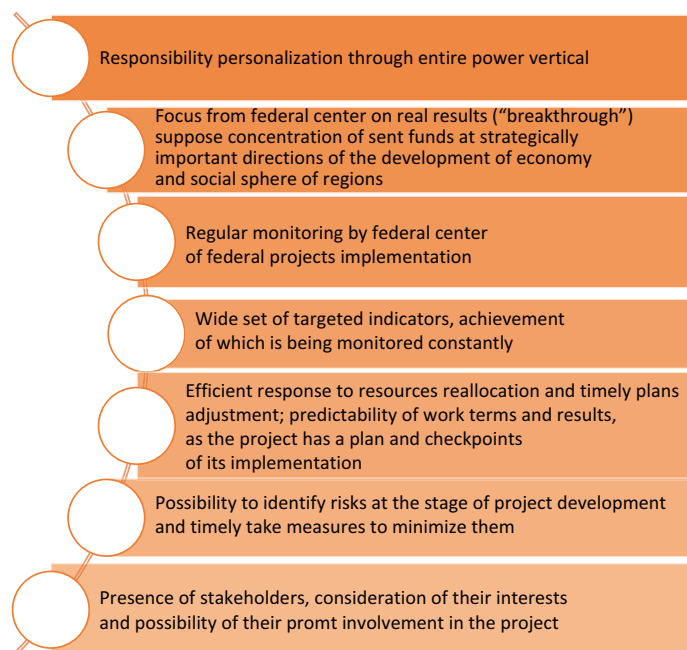 Responsibility personalization through entire power vertical
Focus from federal center on real results (“breakthrough”)
suppose concentration of sent funds at strategically
important directions of the development of economy
and social sphere of regions
Regular monitoring by federal center
of federal projects implementation
Wide set of targeted indicators, achievement
of which is being monitored constantly
Efficient response to resources reallocation and timely plans
adjustment; predictability of work terms and results,
as the project has a plan and checkpoints
of its implementation
Possibility to identify risks at the stage of project development
and timely take measures to minimize them
Presence of stakeholders, consideration of their interests
and possibility of their promt involvement in the project